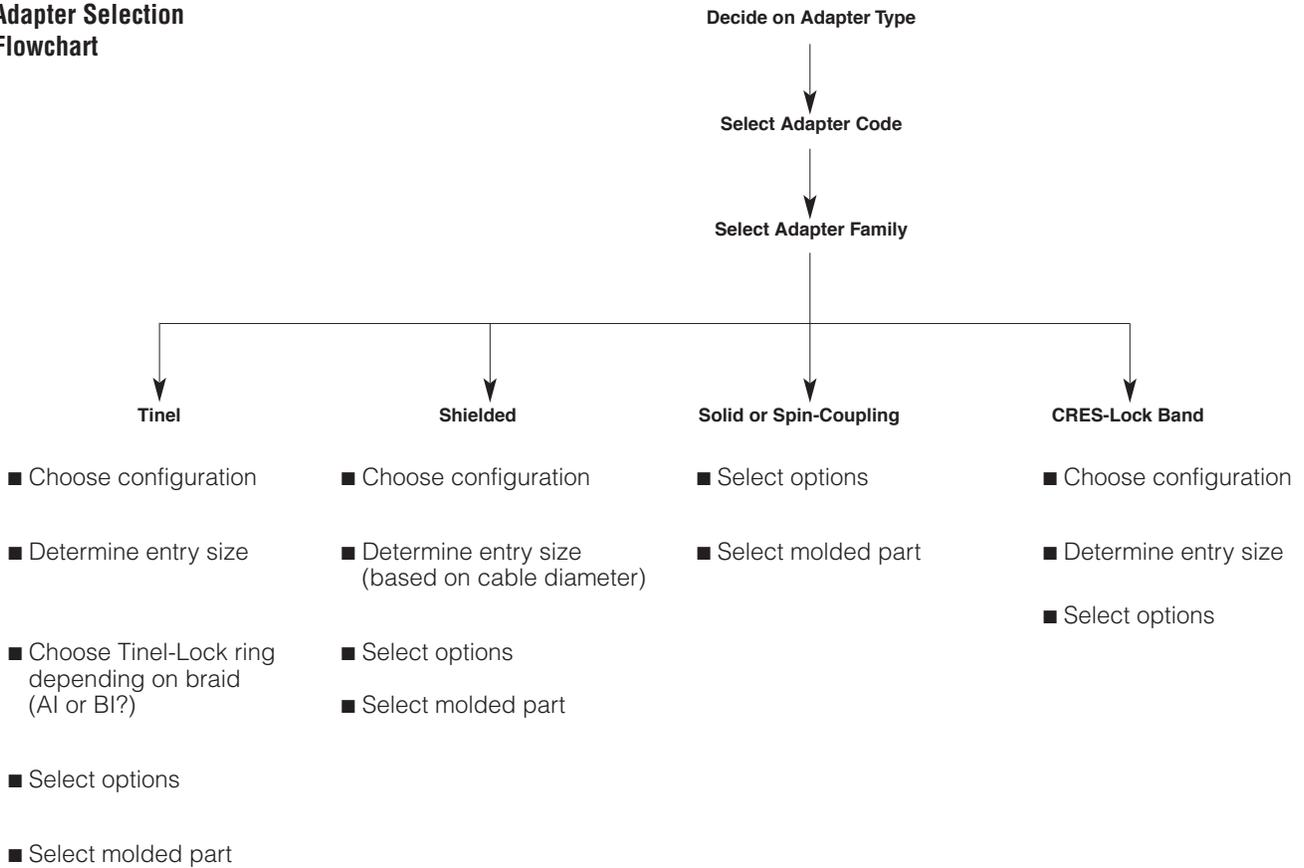 Adapter Selection
Flowchart
Decide on Adapter Type
Select Adapter Code
Select Adapter Family
Tinel
■ Choose configuration
■ Determine entry size
■ Choose Tinel-Lock ring
depending on braid
(AI or BI?)
■ Select options
■ Select molded part
Shielded
■ Choose configuration
■ Determine entry size
(based on cable diameter)
■ Select options
■ Select molded part
Solid or Spin-Coupling
■ Select options
■ Select molded part
CRES-Lock Band
■ Choose configuration
■ Determine entry size
■ Select options